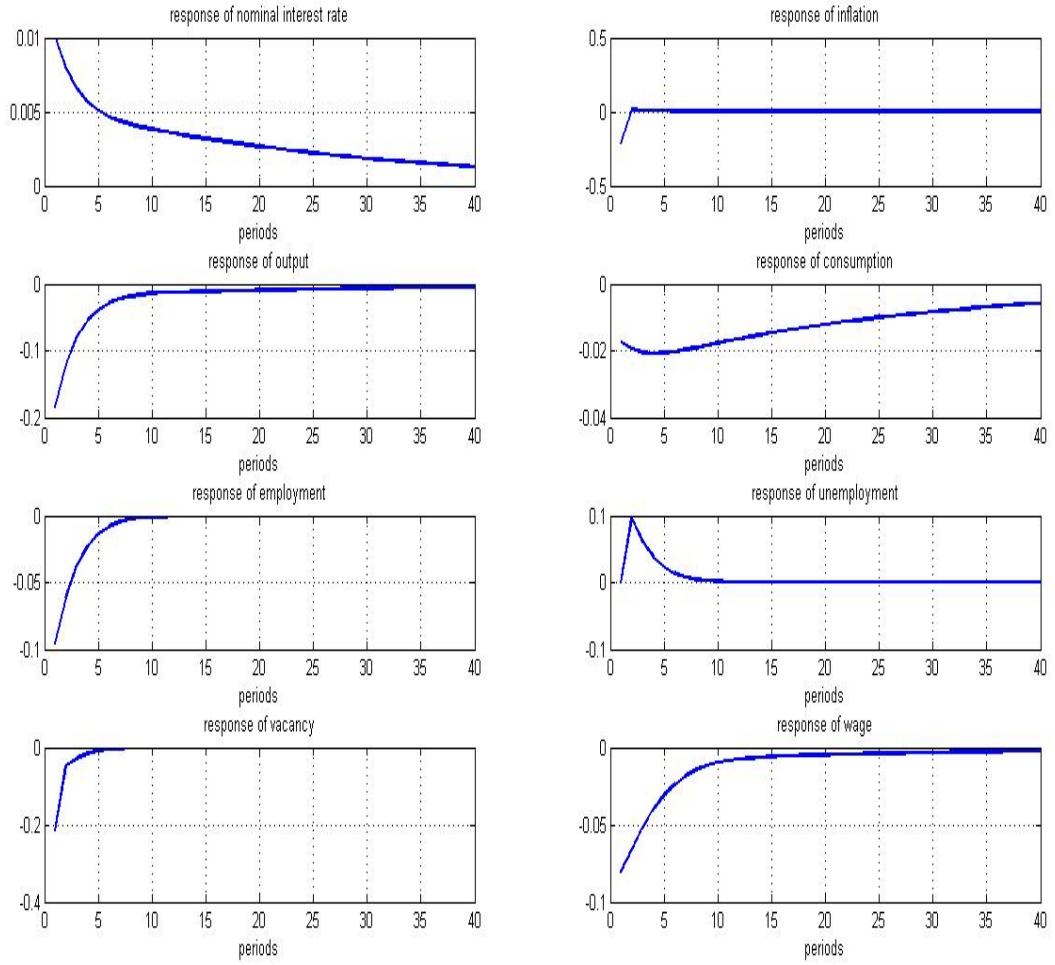 response of nominal interest rate
0.01
0.005
0
0 5 10 15 20 25 30 35 40
periods
response of inflation
0.5
0
-0.5
0 5 10 15 20 25 30 35 40
periods
response of output
0
-0.1
-0.2
0 5 10 15 20 25 30 35 40
periods
response of consumption
0
-0.02
-0.04
0 5 10 15 20 25 30 35 40
periods
response of employment
0
-0.05
-0.1
0 5 10 15 20 25 30 35 40
periods
response of unemployment
0.1
0
-0.1
0 5 10 15 20 25 30 35 40
periods
response of vacancy
0
-0.2
-0.4
0 5 10 15 20 25 30 35 40
periods
response of wage
0
-0.05
-0.1
0 5 10 15 20 25 30 35 40
periods